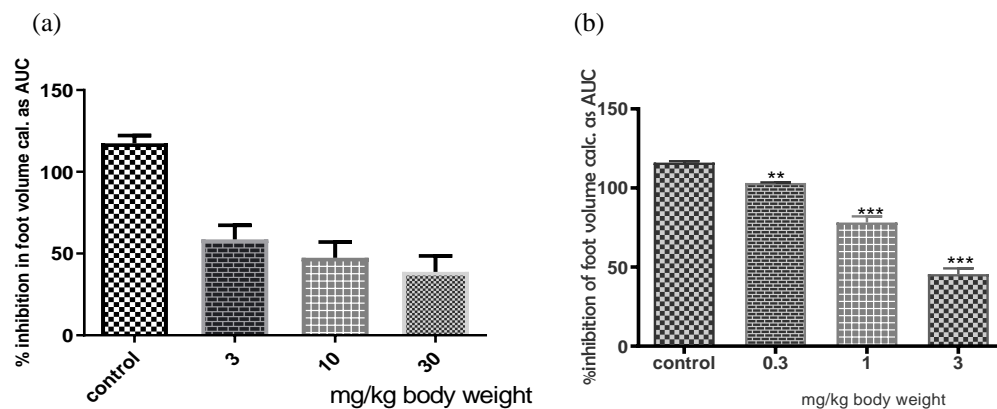 (a)
% inhibition in foot volume cal. as AUC
150
100
50
0
control
3
10
30
mg/kg body weight
(b)
%inhibition of foot volume calc. as AUC
150
100
50
0
**
***
***
control
0.3
1
3
mg/kg body weight